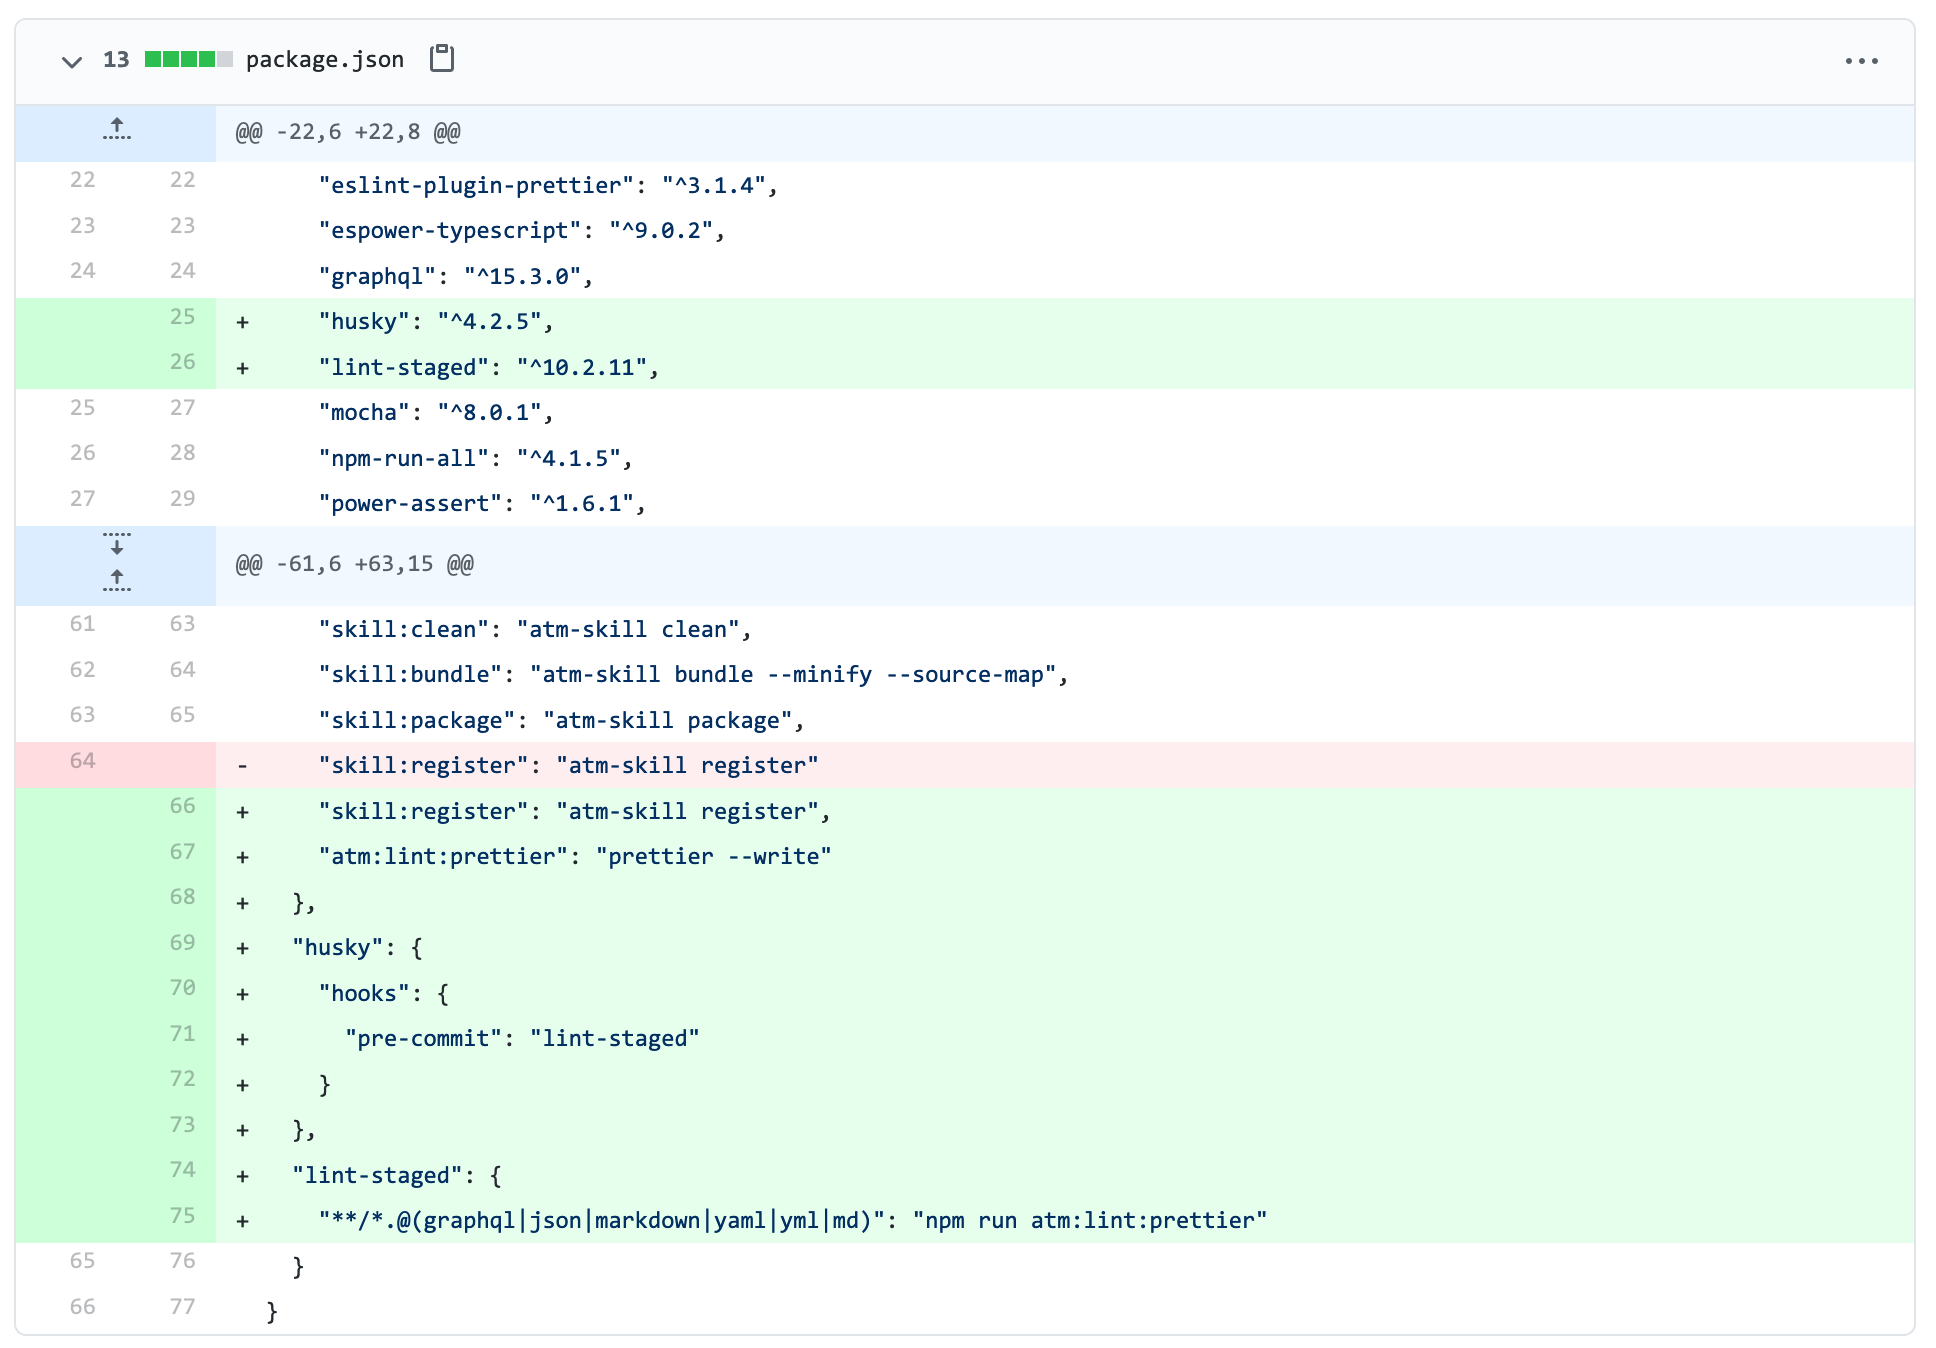 13 package.json
@@ -22,6 +22,8 @@
22 22 "eslint-plugin-prettier": "^3.1.4",
23 23 "espower-typescript": "^9.0.2",
24 24 "graphql": "^15.3.0",
25 + "husky": "^4.2.5",
26 + "lint-staged": "^10.2.11",
25 27 "mocha": "^8.0.1",
26 28 "npm-run-all": "^4.1.5",
27 29 "power-assert": "^1.6.1",
@@ -61,6 +63,15 @@
61 63 "skill:clean": "atm-skill clean",
62 64 "skill:bundle": "atm-skill bundle --minify --source-map",
63 65 "skill:package": "atm-skill package",
64 - "skill:register": "atm-skill register"
66 + "skill:register": "atm-skill register",
67 + "atm:lint:prettier": "prettier --write"
68 + },
69 + "husky": {
70 + "hooks": {
71 + "pre-commit": "lint-staged"
72 + }
73 + },
74 + "lint-staged": {
75 + "**/*.@(graphql|json|markdown|yaml|yml|md)": "npm run atm:lint:prettier"
65 76 }
66 77 }